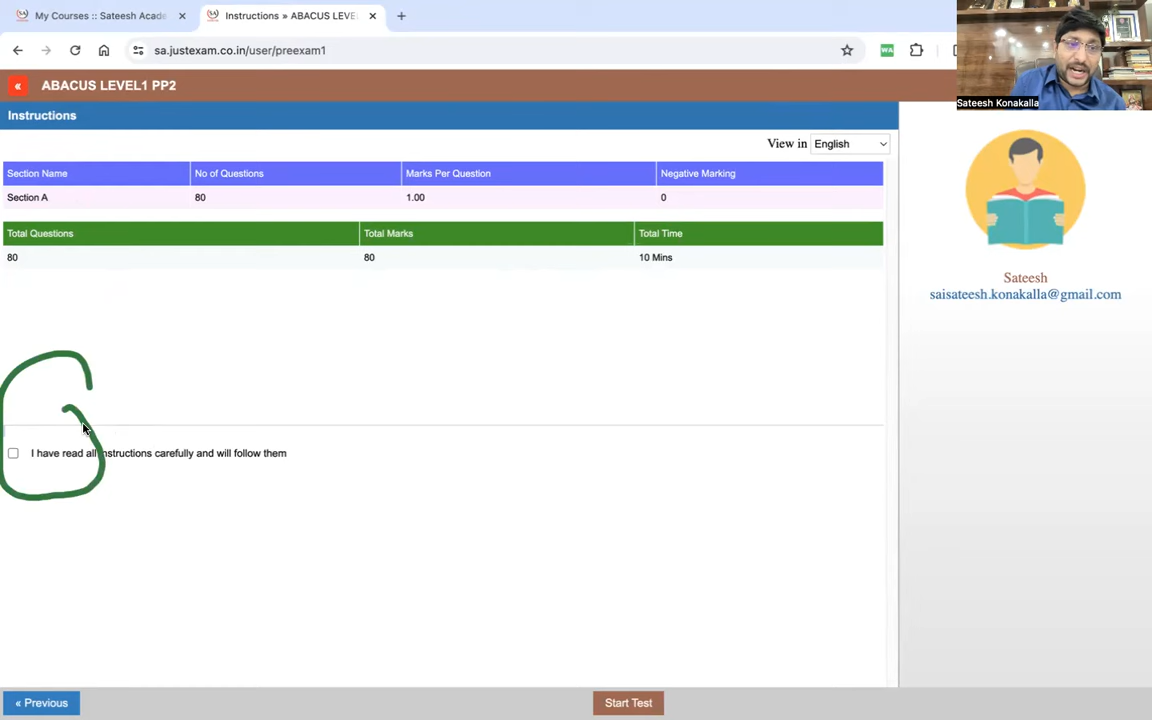 My Courses :: Sateesh Acade
Instructions » ABACUS LEVE
sa.justexam.co.in/user/preexam1
WA
« ABACUS LEVEL1 PP2
Sateesh Konakalla
Instructions
View in English
Section Name No of Questions Marks Per Question Negative Marking
Section A 80 1.00 0
Total Questions Total Marks Total Time
80 80 10 Mins
Sateesh
saisateesh.konakalla@gmail.com
I have read all instructions carefully and will follow them
« Previous Start Test